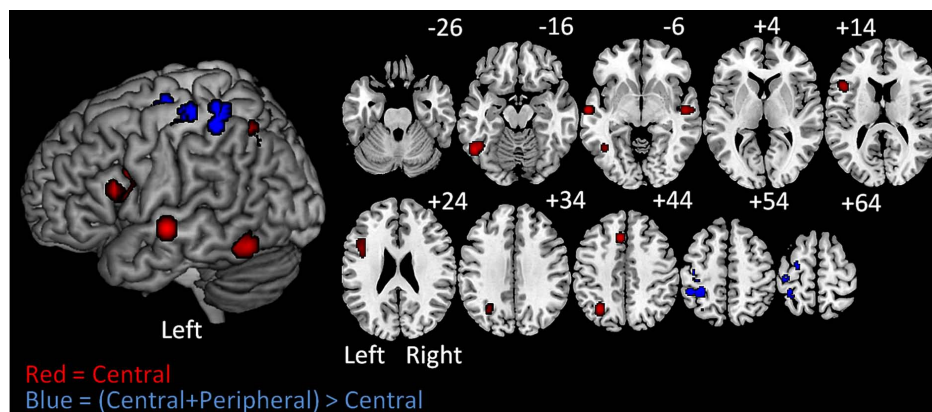 -26 -16 -6 +4 +14
+24 +34 +44 +54 +64
Left
Left Right
Red = Central
Blue = (Central+Peripheral) > Central